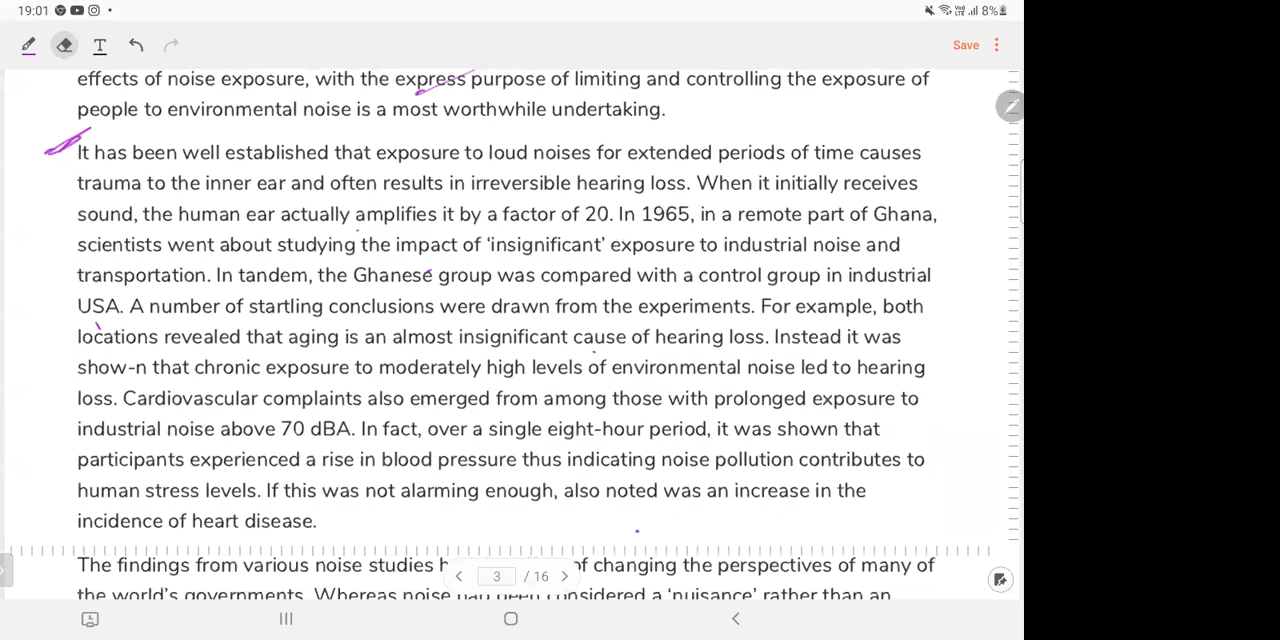 19:01
8%
Save
effects of noise exposure, with the express purpose of limiting and controlling the exposure of
people to environmental noise is a most worthwhile undertaking.
It has been well established that exposure to loud noises for extended periods of time causes
trauma to the inner ear and often results in irreversible hearing loss. When it initially receives
sound, the human ear actually amplifies it by a factor of 20. In 1965, in a remote part of Ghana,
scientists went about studying the impact of ‘insignificant’ exposure to industrial noise and
transportation. In tandem, the Ghanese group was compared with a control group in industrial
USA. A number of startling conclusions were drawn from the experiments. For example, both
locations revealed that aging is an almost insignificant cause of hearing loss. Instead it was
show-n that chronic exposure to moderately high levels of environmental noise led to hearing
loss. Cardiovascular complaints also emerged from among those with prolonged exposure to
industrial noise above 70 dBA. In fact, over a single eight-hour period, it was shown that
participants experienced a rise in blood pressure thus indicating noise pollution contributes to
human stress levels. If this was not alarming enough, also noted was an increase in the
incidence of heart disease.
The findings from various noise studies of changing the perspectives of many of
3 / 16
the world’s governments. Whereas noise considered a ‘nuisance’ rather than an